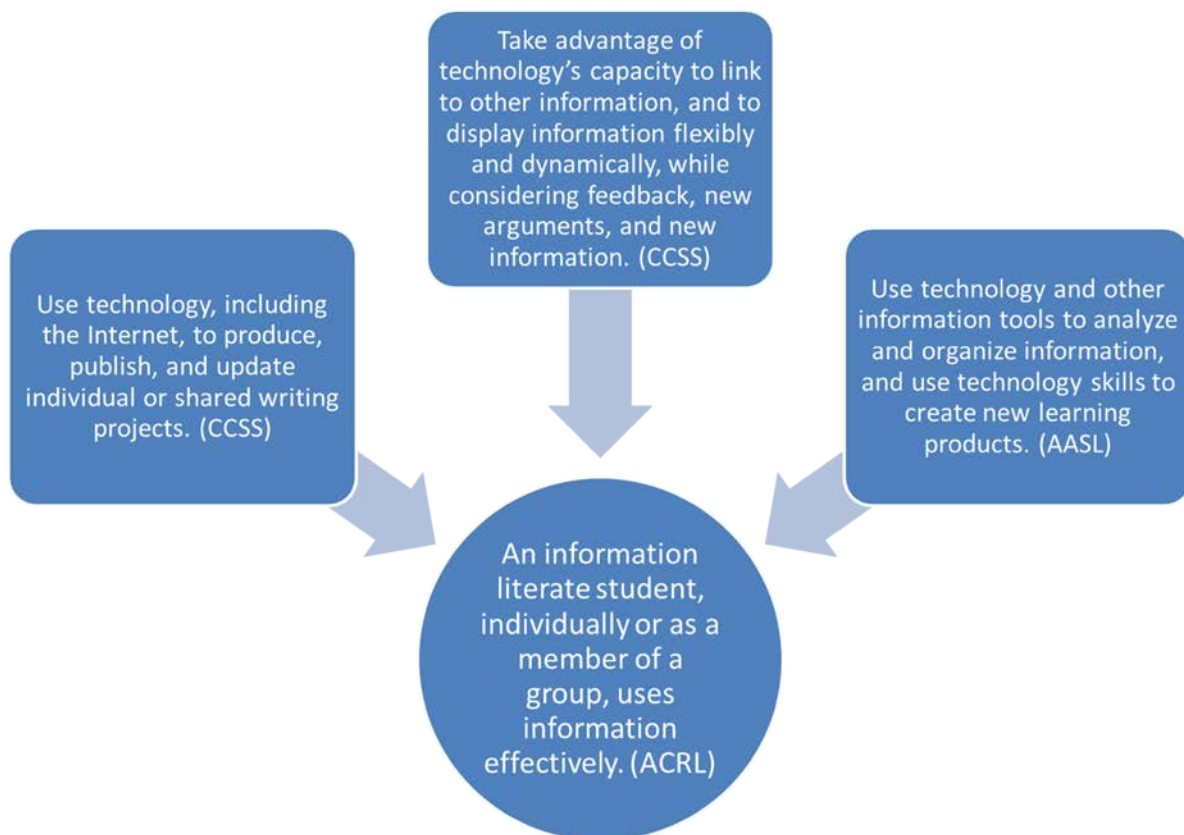 Take advantage of
technology’s capacity to link
to other information, and to
display information flexibly
and dynamically, while
considering feedback, new
arguments, and new
information. (CCSS)
Use technology, including
the Internet, to produce,
publish, and update
individual or shared writing
projects. (CCSS)
Use technology and other
information tools to analyze
and organize information,
and use technology skills to
create new learning
products. (AASL)
An information
literate student,
individually or as a
member of a
group, uses
information
effectively. (ACRL)